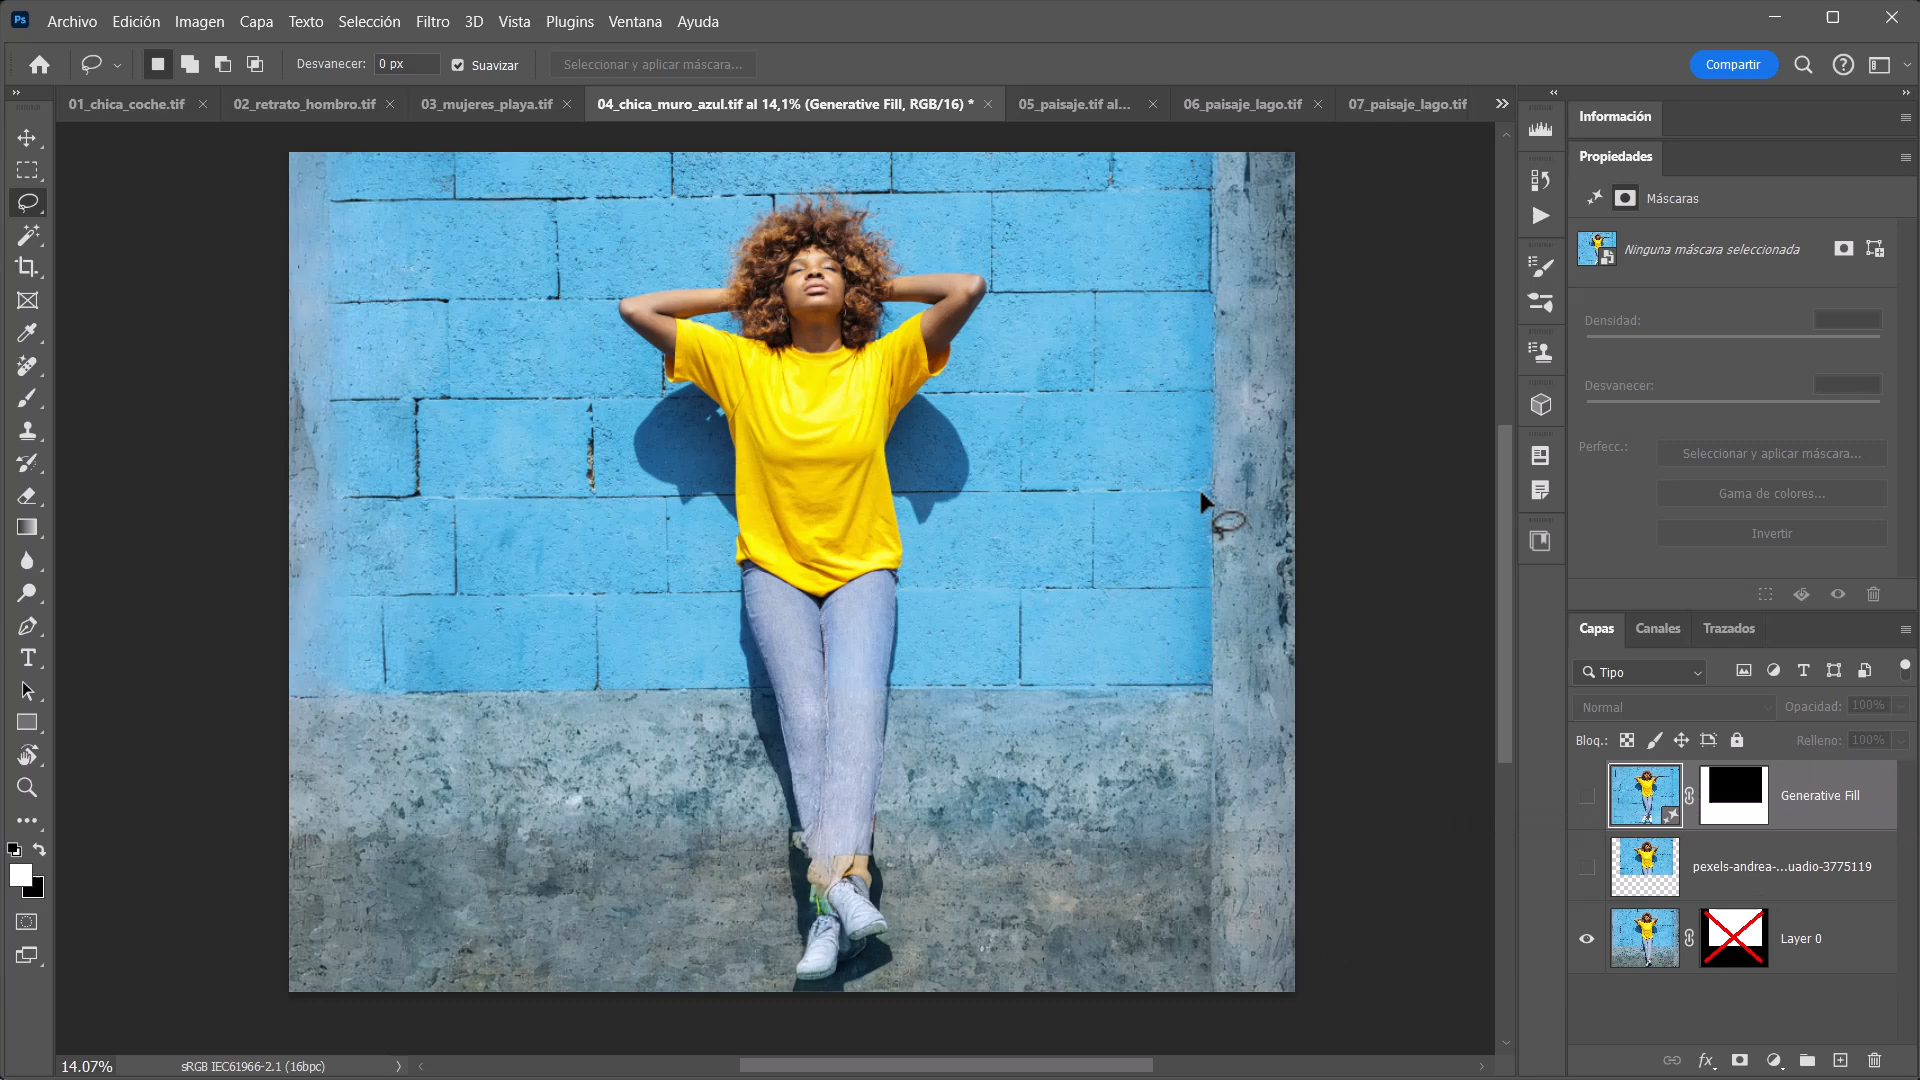 Ps Archivo Edición Imagen Capa Texto Selección Filtro 3D Vista Plugins Ventana Ayuda
Desvanecer: 0 px Suavizar Seleccionar y aplicar máscara... Compartir
01_chica_coche.tif 02_retrato_hombro.tif 03_mujeres_playa.tif 04_chica_muro_azul.tif al 14,1% (Generative Fill, RGB/16) * 05_paisaje.tif al... 06_paisaje_lago.tif 07_paisaje_lago.tif
Información
Propiedades
Máscaras
Ninguna máscara seleccionada
Densidad:
Desvanecer:
Perfecc.: Seleccionar y aplicar máscara...
Gama de colores...
Invertir
Capas Canales Trazados
Tipo
Normal Opacidad: 100%
Bloq.: Relleno: 100%
Generative Fill
pexels-andrea-...uadio-3775119
Layer 0
fx
14.07% sRGB IEC61966-2.1 (16bpc)